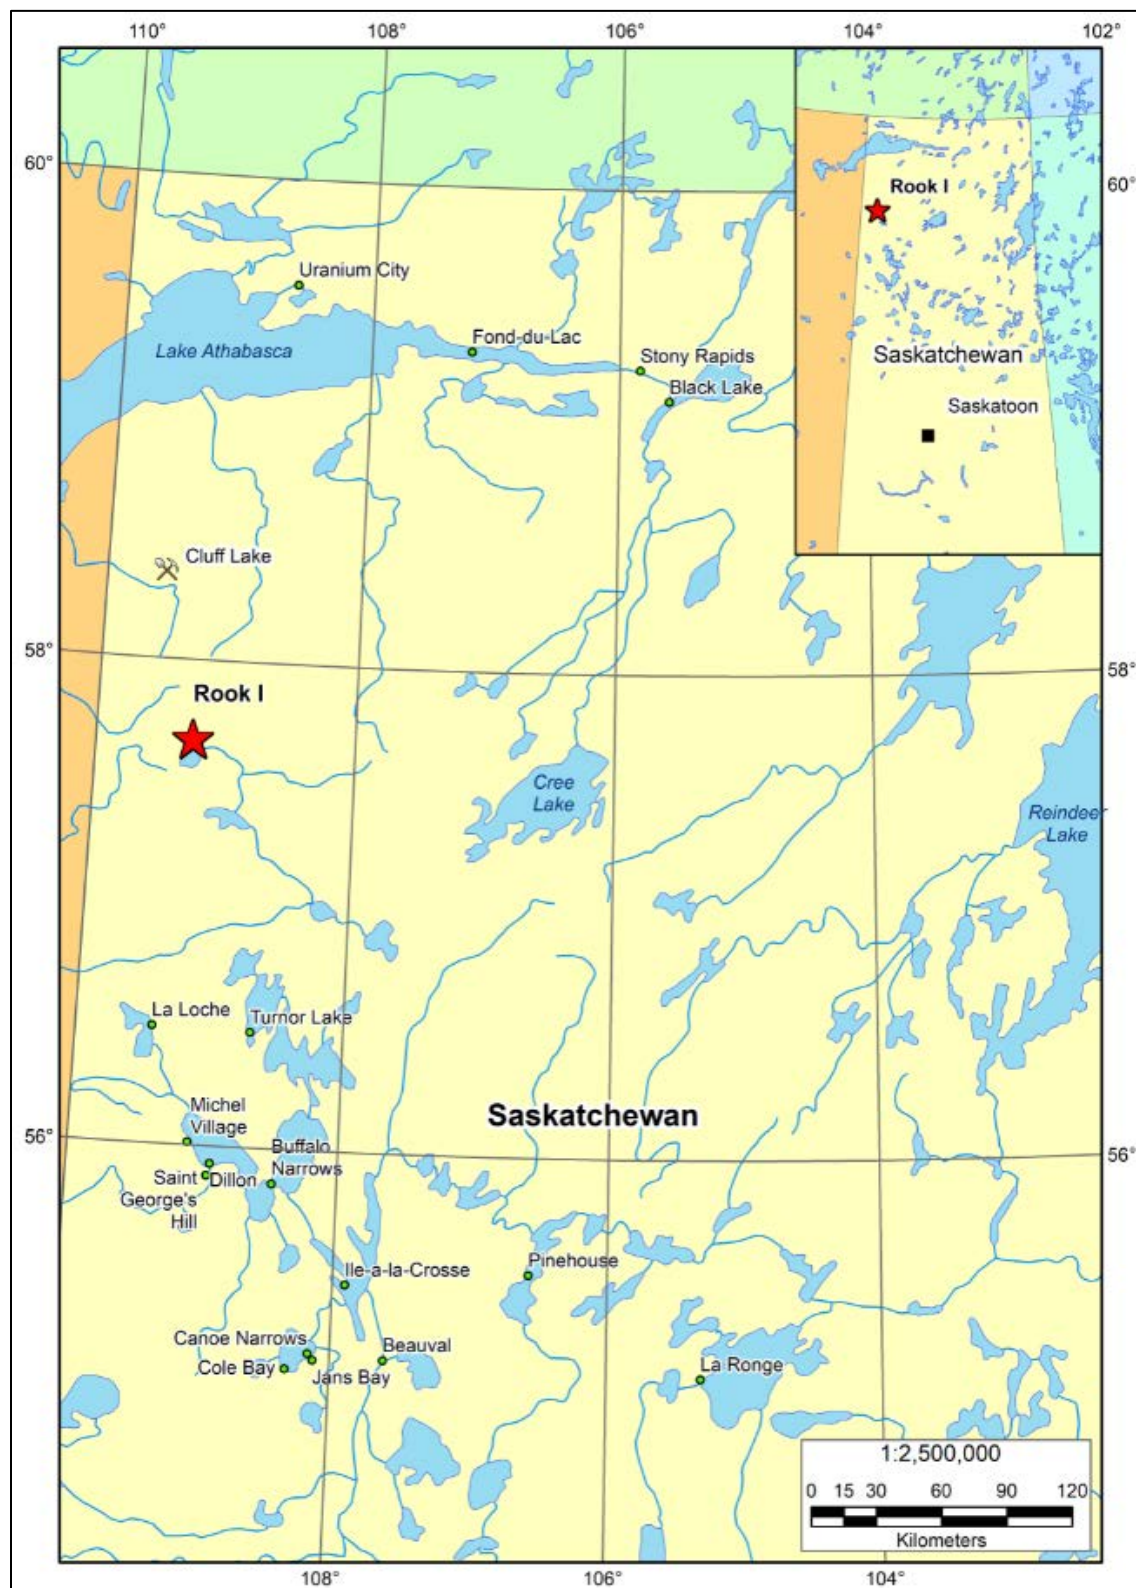 110°
108°
106°
104°
102°
60°
60°
Rook I
Uranium City
Lake Athabasca
Fond-du-Lac
Stony Rapids
Black Lake
Saskatchewan
Saskatoon
Cluff Lake
58°
58°
Rook I
Cree
Lake
Reindeer
Lake
La Loche
Turnor Lake
Michel
Village
Saskatchewan
56°
56°
Buffalo
Narrows
Saint
George's
Hill
Dillon
Ile-a-la-Crosse
Pinehouse
Canoe Narrows
Cole Bay
Jans Bay
Beauval
La Ronge
1:2,500,000
0 15 30 60 90 120
Kilometers
108°
106°
104°